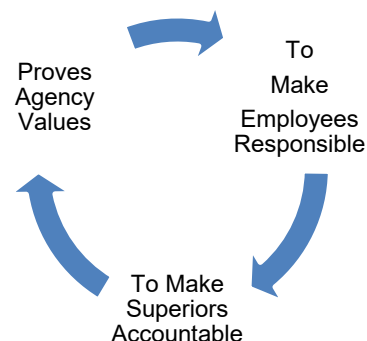 Proves
Agency
Values
To
Make
Employees
Responsible
To Make
Superiors
Accountable